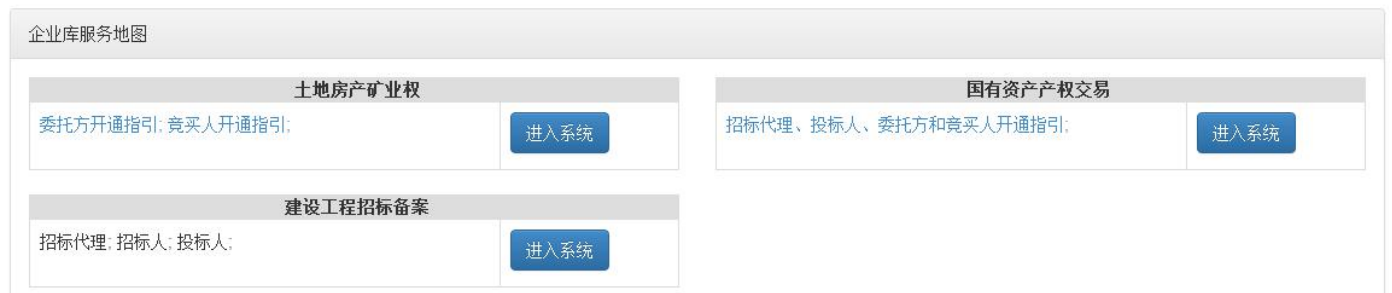 企业库服务地图
土地房产矿业权
委托方开通指引; 竞买人开通指引;
进入系统
国有资产产权交易
招标代理、投标人、委托方和竞买人开通指引;
进入系统
建设工程招标备案
招标代理; 招标人; 投标人;
进入系统